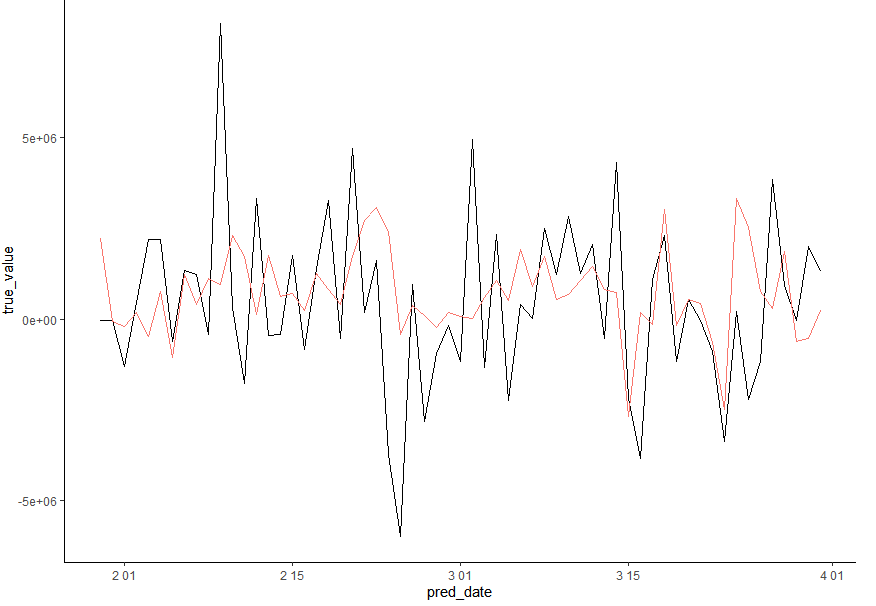 true_value
5e+06
0e+00
-5e+06
2 01
2 15
3 01
3 15
4 01
pred_date